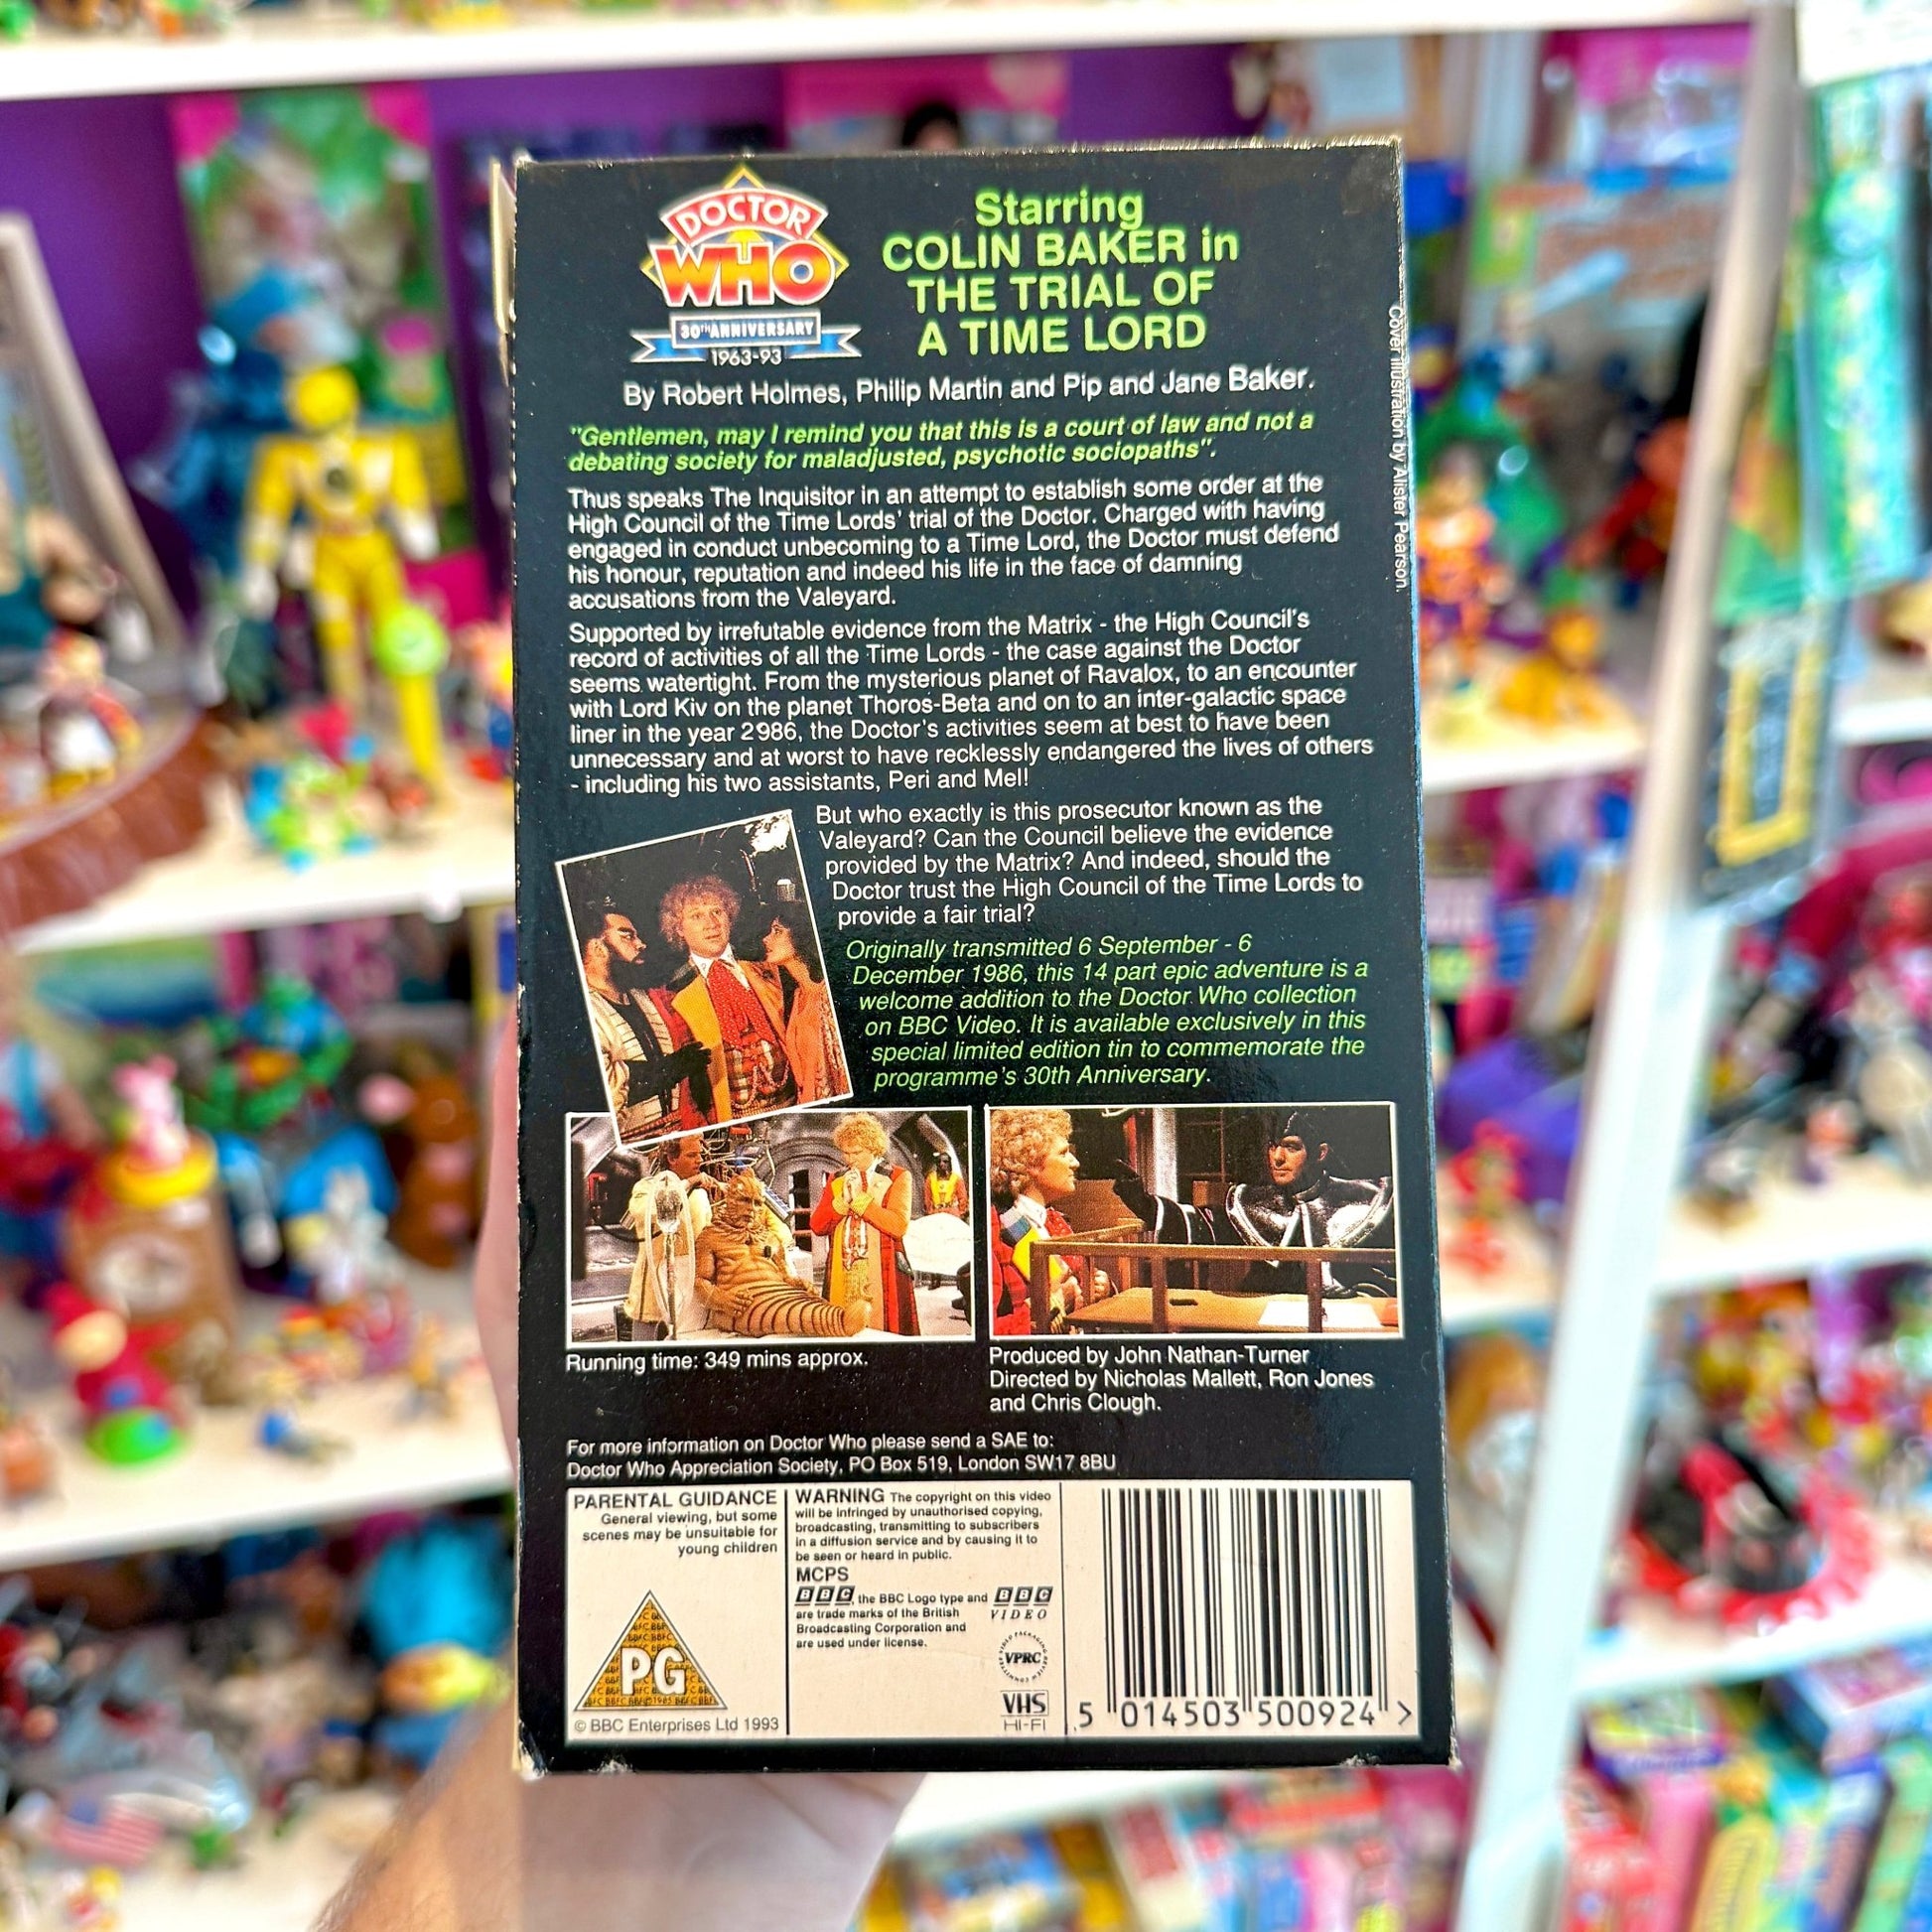 DOCTOR
WHO
30TH ANNIVERSARY
1963-93
Starring
COLIN BAKER in
THE TRIAL OF
A TIME LORD
By Robert Holmes, Philip Martin and Pip and Jane Baker.
"Gentlemen, may I remind you that this is a court of law and not a
debating society for maladjusted, psychotic sociopaths".
Thus speaks The Inquisitor in an attempt to establish some order at the
High Council of the Time Lords' trial of the Doctor. Charged with having
engaged in conduct unbecoming to a Time Lord, the Doctor must defend
his honour, reputation and indeed his life in the face of damning
accusations from the Valeyard.
Supported by irrefutable evidence from the Matrix - the High Council's
record of activities of all the Time Lords - the case against the Doctor
seems watertight. From the mysterious planet of Ravalox, to an encounter
with Lord Kiv on the planet Thoros-Beta and on to an inter-galactic space
liner in the year 2986, the Doctor's activities seem at best to have been
unnecessary and at worst to have recklessly endangered the lives of others
- including his two assistants, Peri and Mel!
But who exactly is this prosecutor known as the
Valeyard? Can the Council believe the evidence
provided by the Matrix? And indeed, should the
Doctor trust the High Council of the Time Lords to
provide a fair trial?
Originally transmitted 6 September - 6
December 1986, this 14 part epic adventure is a
welcome addition to the Doctor Who collection
on BBC Video. It is available exclusively in this
special limited edition tin to commemorate the
programme's 30th Anniversary.
Cover illustration by Alister Pearson.
Running time: 349 mins approx.
Produced by John Nathan-Turner
Directed by Nicholas Mallett, Ron Jones
and Chris Clough.
For more information on Doctor Who please send a SAE to:
Doctor Who Appreciation Society, PO Box 519, London SW17 8BU
PARENTAL GUIDANCE
General viewing, but some
scenes may be unsuitable for
young children
PG
© BBC Enterprises Ltd 1993
WARNING The copyright on this video
will be infringed by unauthorised copying,
broadcasting, transmitting to subscribers
in a diffusion service and by causing it to
be seen or heard in public.
MCPS
BBC, the BBC Logo type and
are trade marks of the British
Broadcasting Corporation and
are used under license.
BBC
VIDEO
VPRC
VHS
HI-FI
5 014503 500924 >